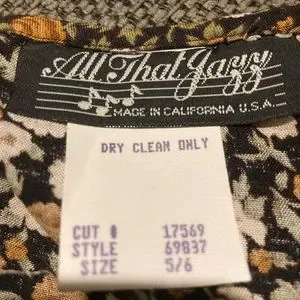 All That Jazz
MADE IN CALIFORNIA U.S.A.
DRY CLEAN ONLY
CUT # 17569
STYLE 69837
SIZE 5/6